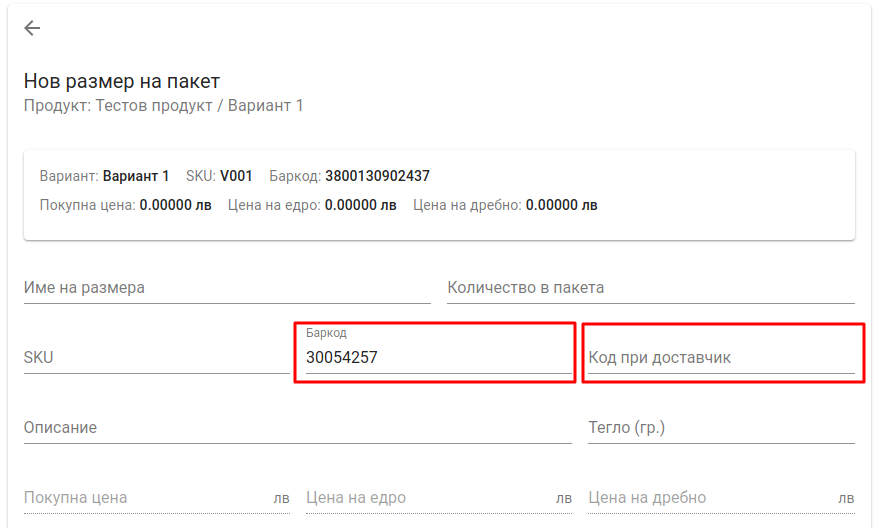 Нов размер на пакет
Продукт: Тестов продукт / Вариант 1
Вариант: Вариант 1 SKU: V001 Баркод: 3800130902437
Покупна цена: 0.00000 лв Цена на едро: 0.00000 лв Цена на дребно: 0.00000 лв
Име на размера Количество в пакета
Баркод
SKU 30054257 Код при доставчик
Описание Тегло (гр.)
Покупна цена лв Цена на едро лв Цена на дребно лв